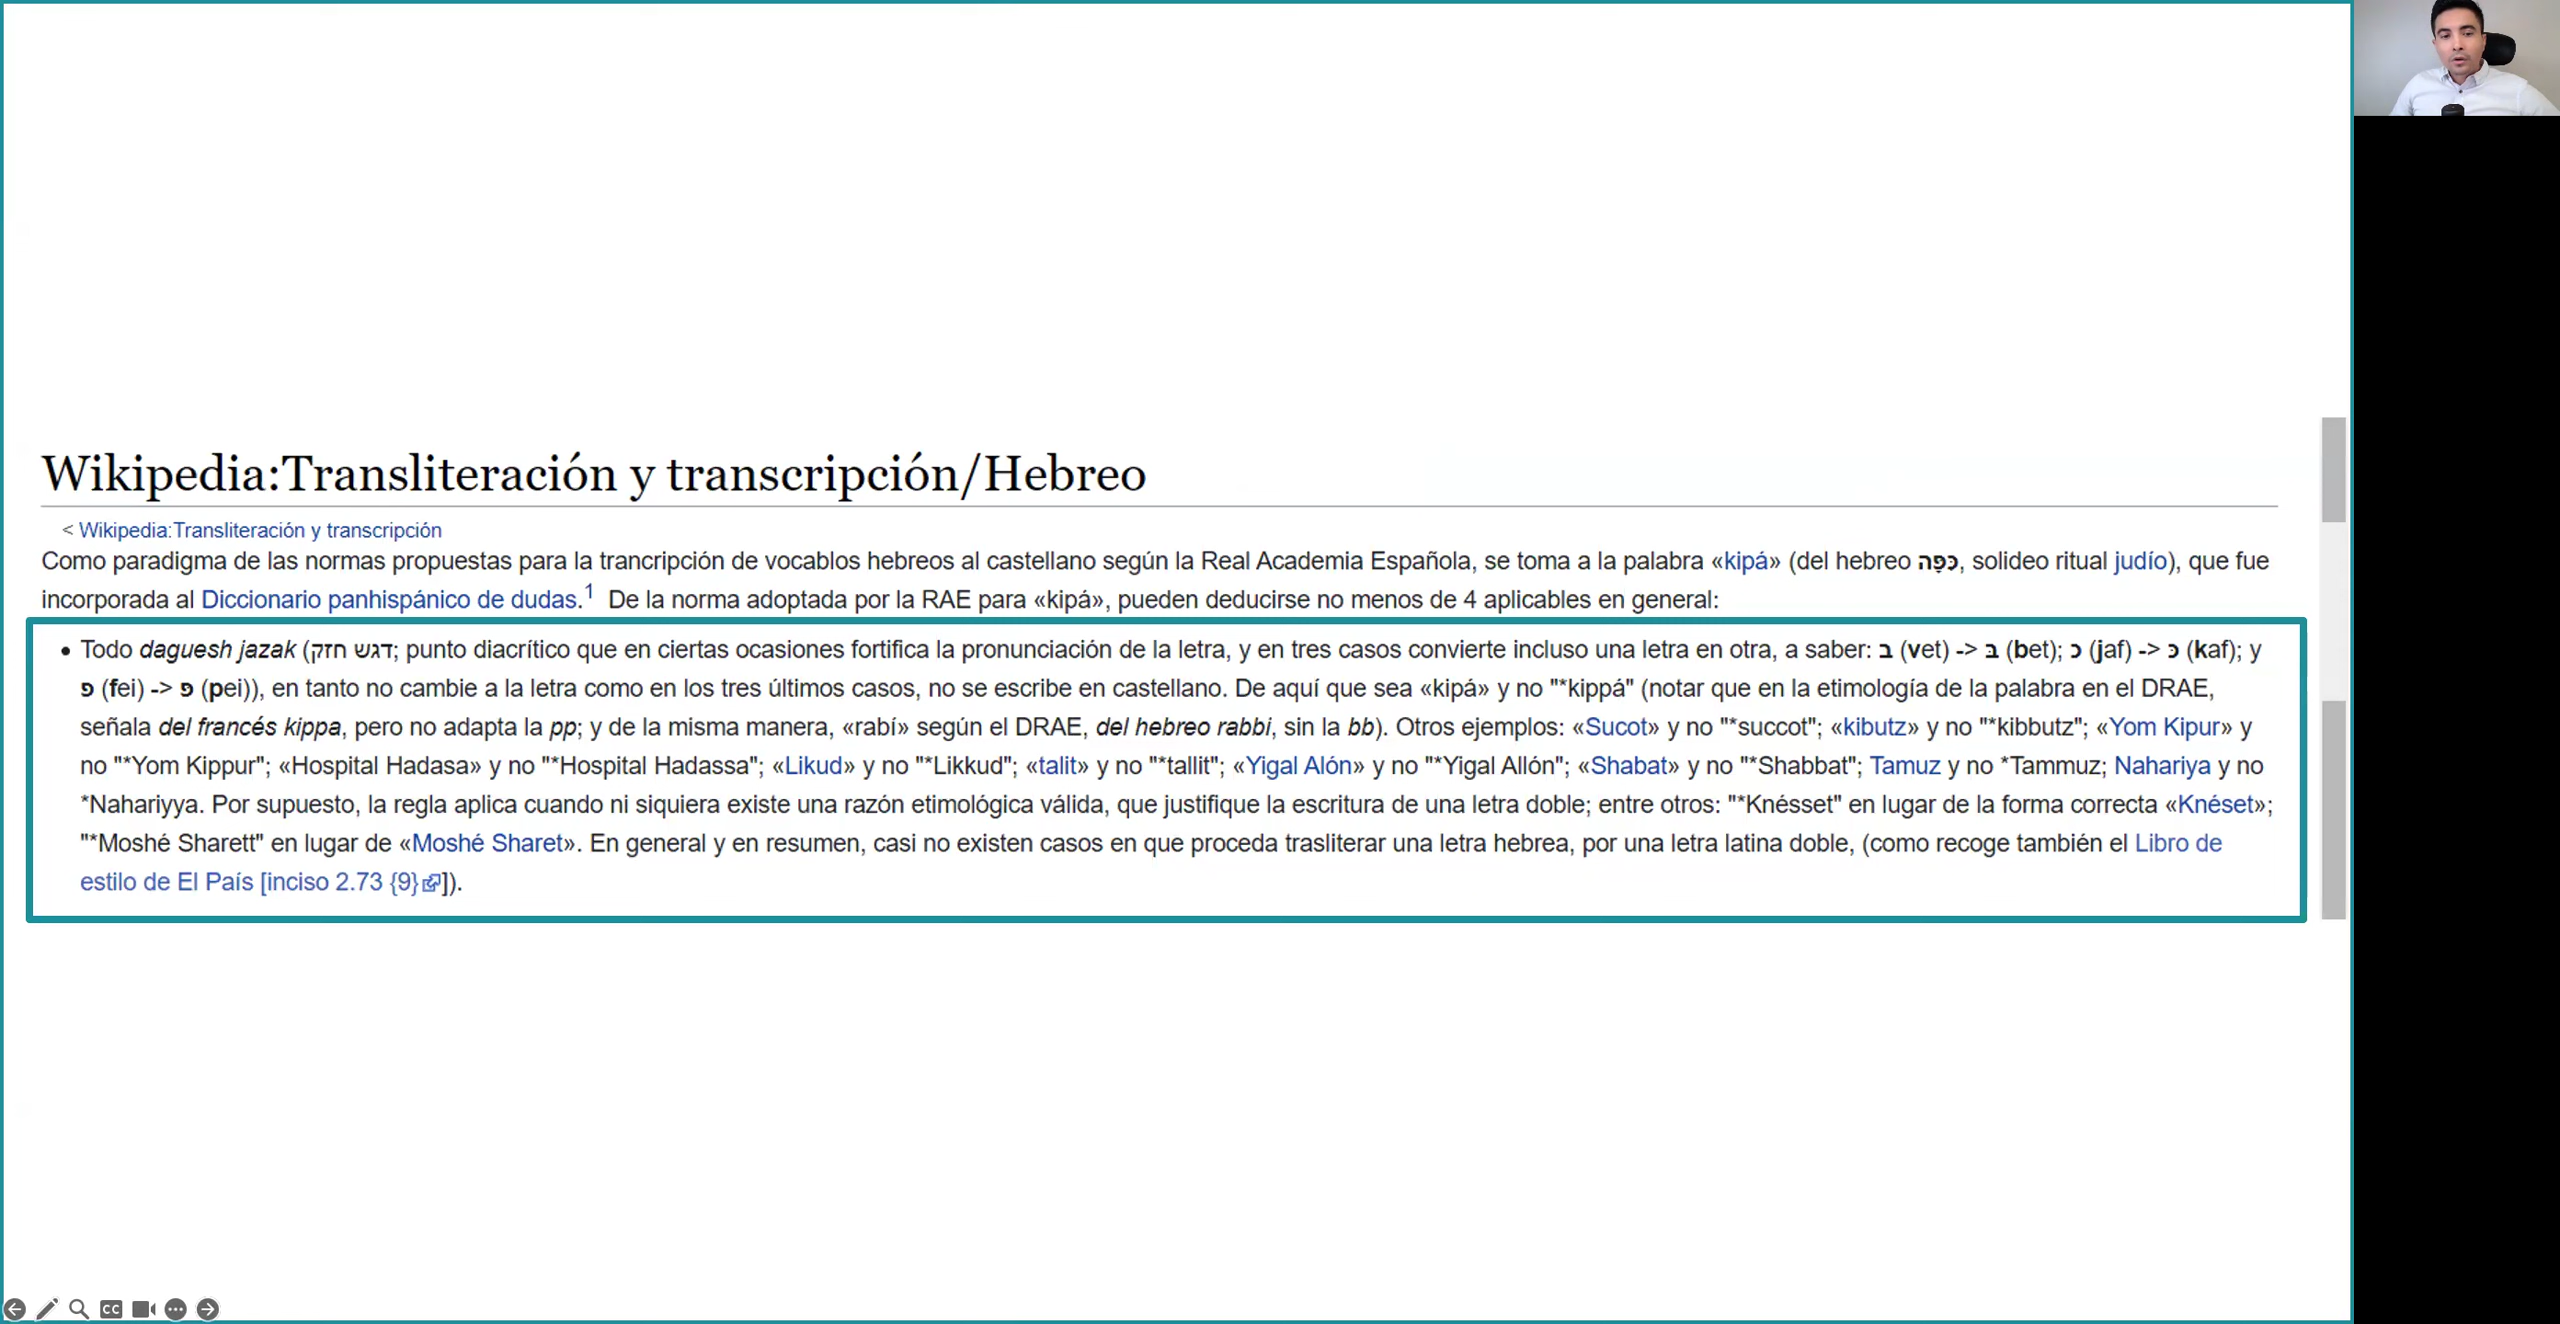 Wikipedia:Transliteración y transcripción/Hebreo
< Wikipedia:Transliteración y transcripción
Como paradigma de las normas propuestas para la trancripción de vocablos hebreos al castellano según la Real Academia Española, se toma a la palabra «kipá» (del hebreo כִּפָּה, solideo ritual judío), que fue
incorporada al Diccionario panhispánico de dudas.1 De la norma adoptada por la RAE para «kipá», pueden deducirse no menos de 4 aplicables en general:
• Todo daguesh jazak (דגש חזק; punto diacrítico que en ciertas ocasiones fortifica la pronunciación de la letra, y en tres casos convierte incluso una letra en otra, a saber: ב (vet) -> בּ (bet); כ (jaf) -> כּ (kaf); y
פ (fei) -> פּ (pei)), en tanto no cambie a la letra como en los tres últimos casos, no se escribe en castellano. De aquí que sea «kipá» y no "*kippá" (notar que en la etimología de la palabra en el DRAE,
señala del francés kippa, pero no adapta la pp; y de la misma manera, «rabí» según el DRAE, del hebreo rabbi, sin la bb). Otros ejemplos: «Sucot» y no "*succot"; «kibutz» y no "*kibbutz"; «Yom Kipur» y
no "*Yom Kippur"; «Hospital Hadasa» y no "*Hospital Hadassa"; «Likud» y no "*Likkud"; «talit» y no "*tallit"; «Yigal Alón» y no "*Yigal Allón"; «Shabat» y no "*Shabbat"; Tamuz y no *Tammuz; Nahariya y no
*Nahariyya. Por supuesto, la regla aplica cuando ni siquiera existe una razón etimológica válida, que justifique la escritura de una letra doble; entre otros: "*Knésset" en lugar de la forma correcta «Knéset»;
"*Moshé Sharett" en lugar de «Moshé Sharet». En general y en resumen, casi no existen casos en que proceda trasliterar una letra hebrea, por una letra latina doble, (como recoge también el Libro de
estilo de El País [inciso 2.73 {9}]).
CC